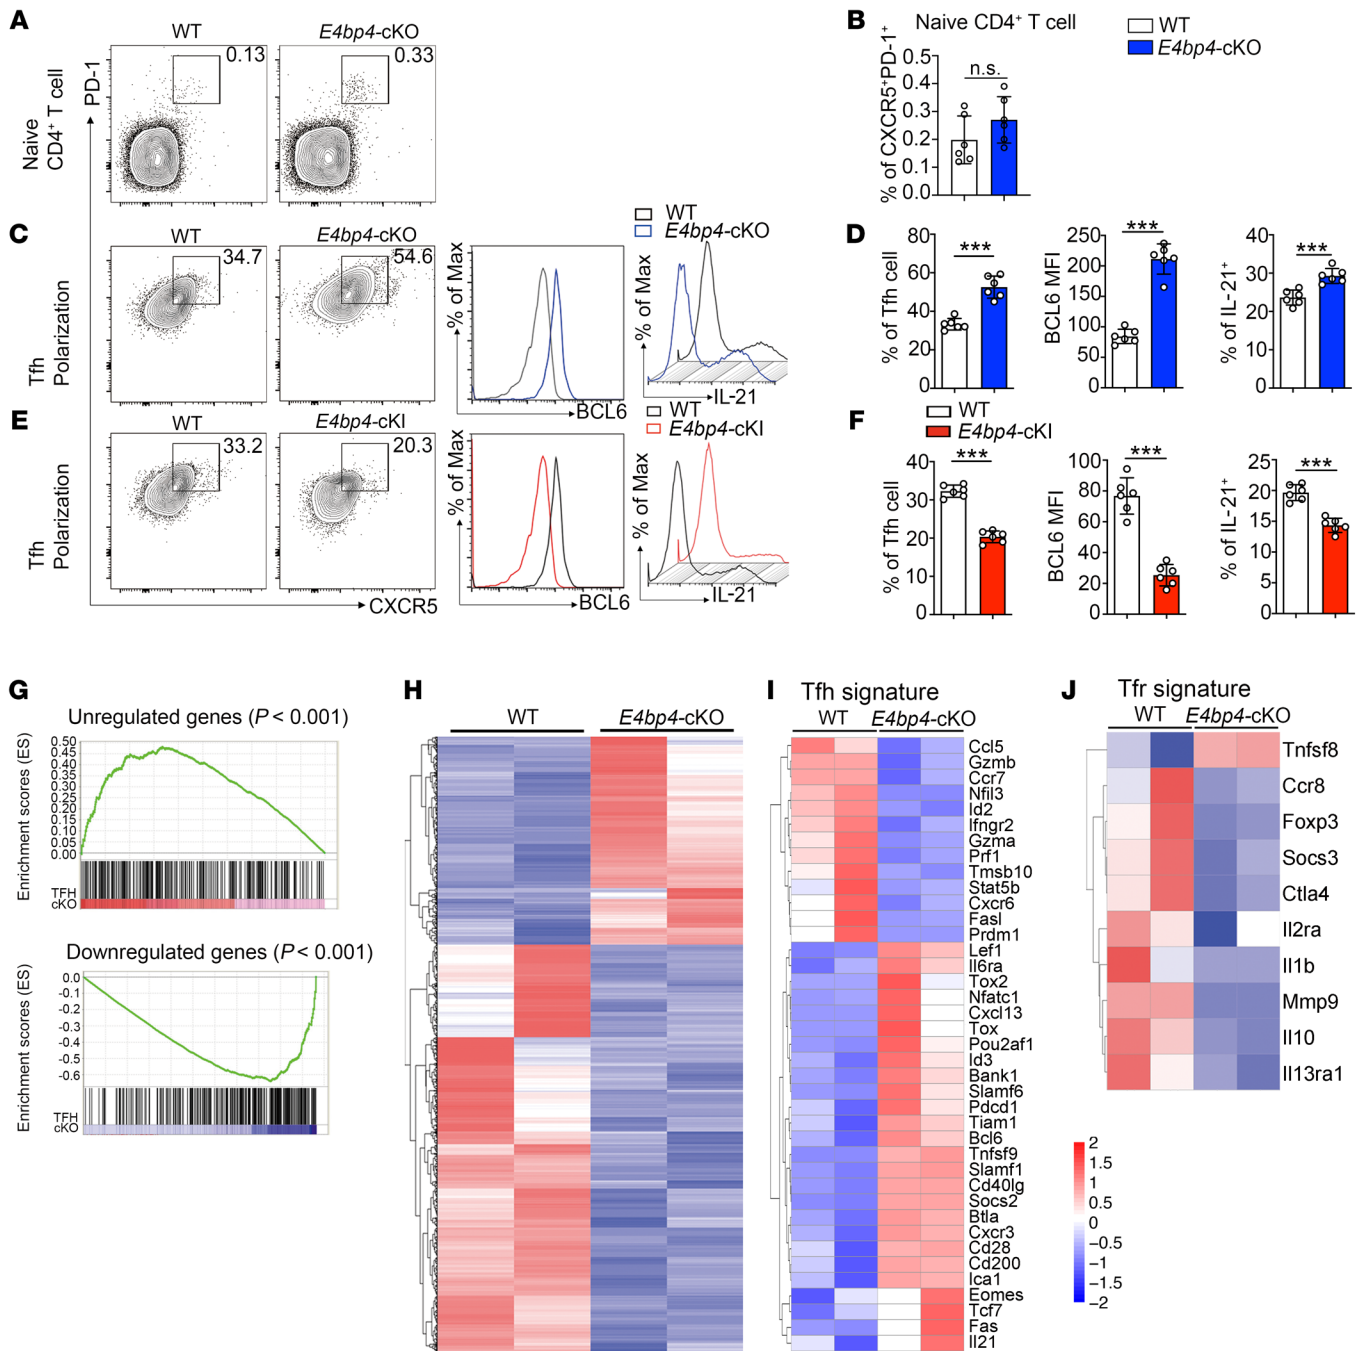 A
WT
E4bp4-cKO
0.13
0.33
PD-1
Naive
CD4+ T cell
B
Naive CD4+ T cell
WT
E4bp4-cKO
% of CXCR5+PD-1+
0.5
0.4
0.3
0.2
0.1
0.0
n.s.
C
WT
E4bp4-cKO
34.7
54.6
Tfh
Polarization
% of Max
BCL6
WT
E4bp4-cKO
% of Max
IL-21
D
% of Tfh cell
80
60
40
20
0
***
BCL6 MFI
250
200
150
100
50
0
***
% of IL-21+
40
30
20
10
0
***
E
WT
E4bp4-cKI
33.2
20.3
Tfh
Polarization
CXCR5
% of Max
BCL6
WT
E4bp4-cKI
% of Max
IL-21
F
WT
E4bp4-cKI
% of Tfh cell
40
30
20
10
0
***
BCL6 MFI
100
80
60
40
20
0
***
% of IL-21+
25
20
15
10
5
0
***
G
Unregulated genes (P < 0.001)
Enrichment scores (ES)
0.50
0.45
0.40
0.35
0.30
0.25
0.20
0.15
0.10
0.05
0.00
TFH
cKO
Downregulated genes (P < 0.001)
Enrichment scores (ES)
0.0
-0.1
-0.2
-0.3
-0.4
-0.5
-0.6
TFH
cKO
H
WT
E4bp4-cKO
I
Tfh signature
WT
E4bp4-cKO
Ccl5
Gzmb
Ccr7
Nfil3
Id2
Ifngr2
Gzma
Prf1
Tmsb10
Stat5b
Cxcr6
Fasl
Prdm1
Lef1
Il6ra
Tox2
Nfatc1
Cxcl13
Tox
Pou2af1
Id3
Bank1
Slamf6
Pdcd1
Tiam1
Bcl6
Tnfsf9
Slamf1
Cd40lg
Socs2
Btla
Cxcr3
Cd28
Cd200
Ica1
Eomes
Tcf7
Fas
Il21
J
Tfr signature
WT
E4bp4-cKO
Tnfsf8
Ccr8
Foxp3
Socs3
Ctla4
Il2ra
Il1b
Mmp9
Il10
Il13ra1
2
1.5
1
0.5
0
−0.5
−1
−1.5
−2